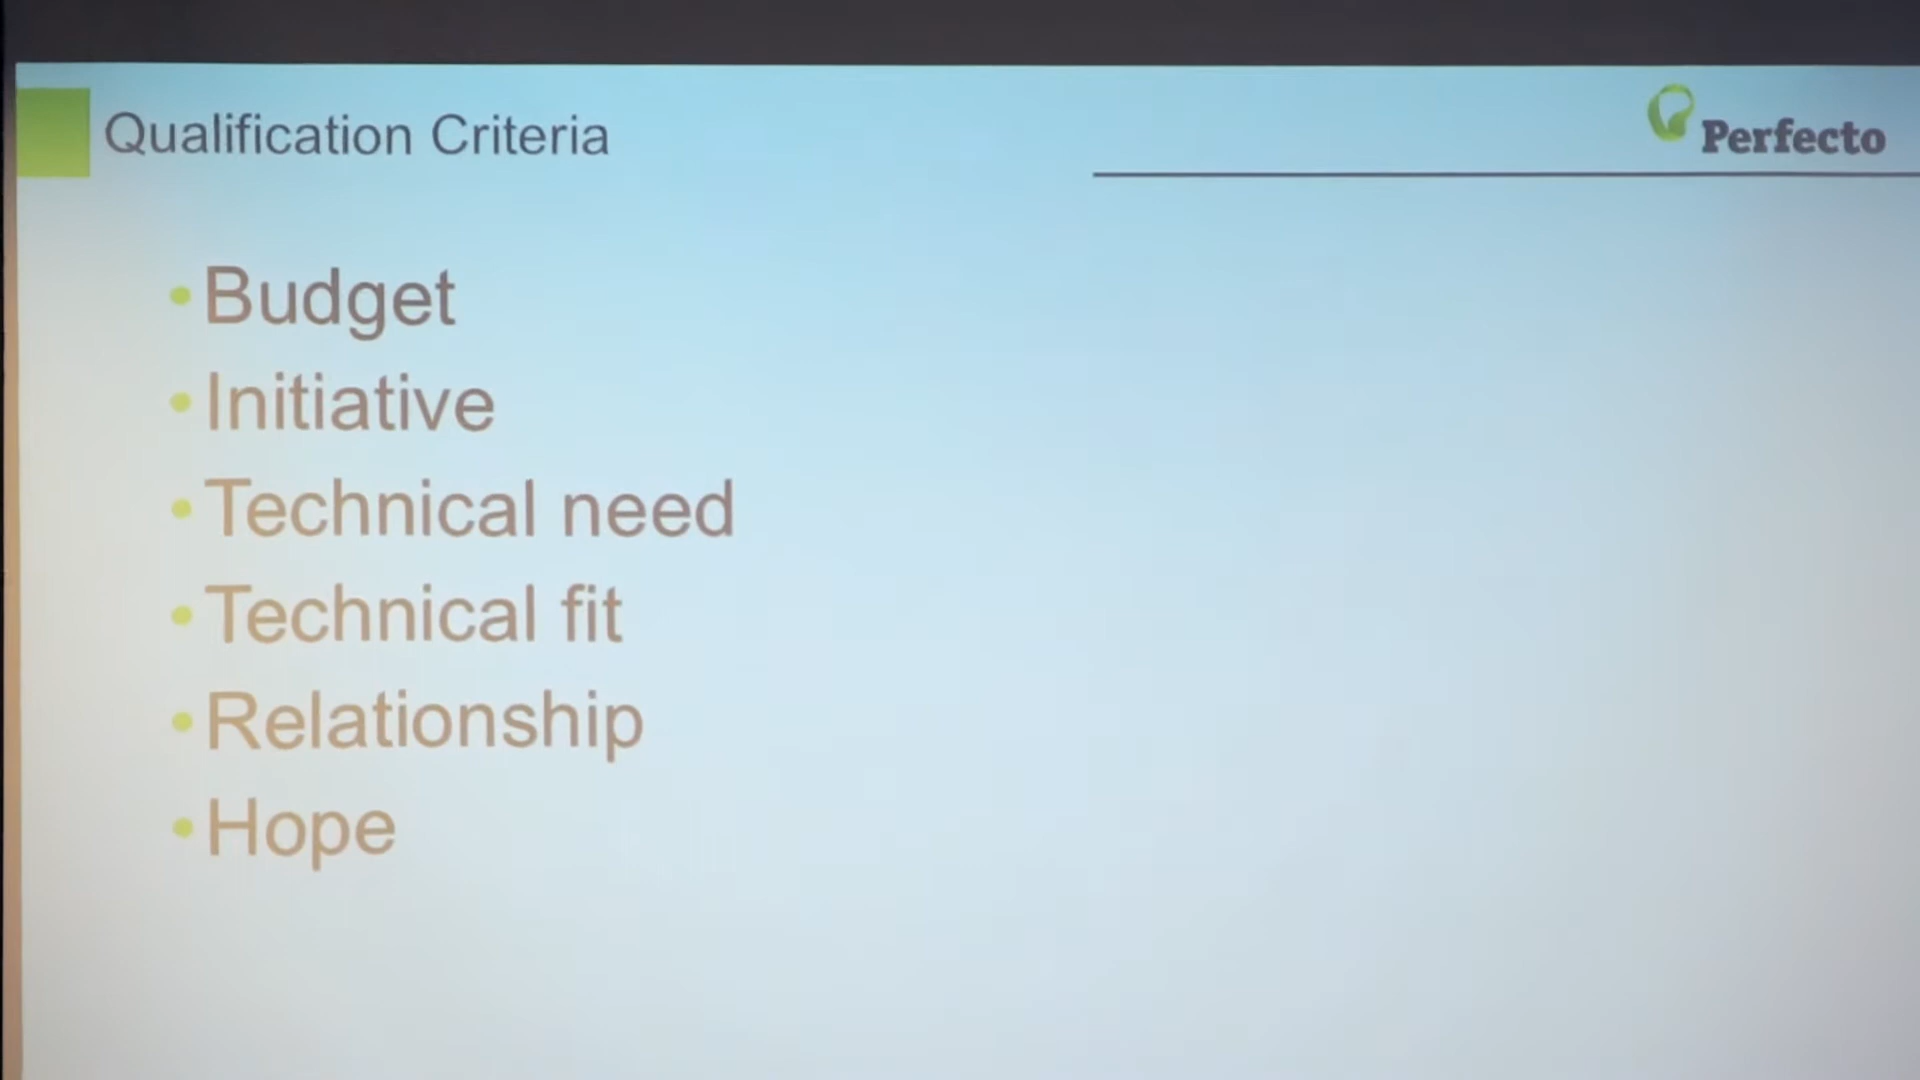 Qualification Criteria
Perfecto
• Budget
• Initiative
• Technical need
• Technical fit
• Relationship
• Hope